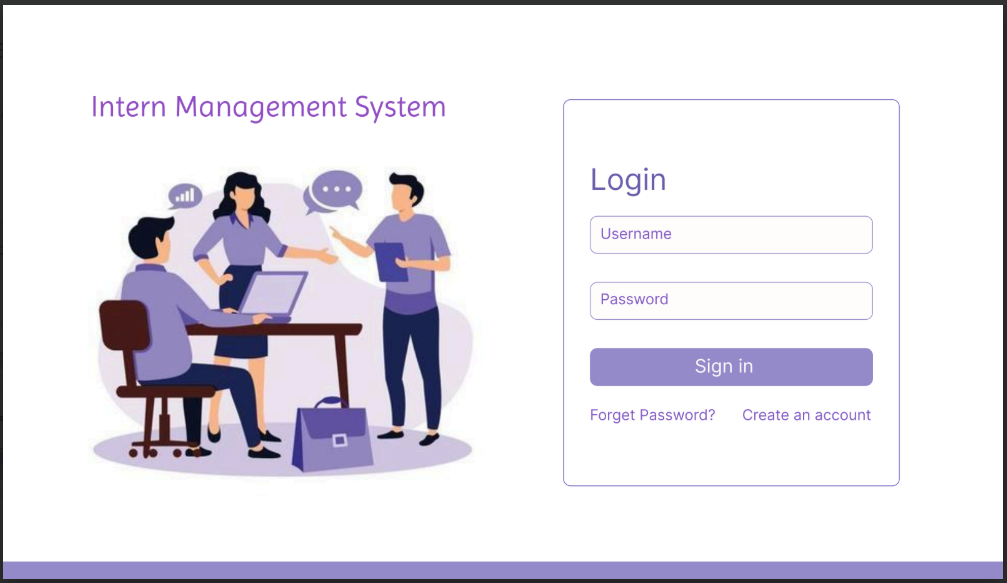 Intern Management System
Login
Username
Password
Sign in
Forget Password? Create an account